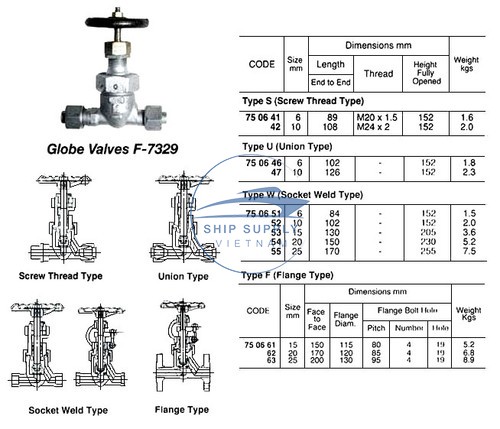 Globe Valves F-7329
Screw Thread Type
Union Type
Socket Weld Type
Flange Type
CODE Size mm Dimensions mm Weight kgs
Length End to End Thread Height Fully Opened
Type S (Screw Thread Type)
75 06 41 6 89 M20 x 1.5 152 1.6
42 10 108 M24 x 2 152 2.0
Type U (Union Type)
75 06 46 6 102 - 152 1.8
47 10 126 - 152 2.3
Type W (Socket Weld Type)
75 06 51 6 84 - 152 1.5
52 10 102 - 152 2.0
53 15 130 - 205 3.6
54 20 150 - 230 5.2
55 25 170 - 255 7.5
SHIP SUPPLY
VIETNAM
Type F (Flange Type)
CODE Size mm Dimensions mm Weight Kgs
Face to Face Flange Diam. Flange Bolt Hole
Pitch Number Hole
75 06 61 15 150 115 80 4 19 5.2
62 20 170 120 85 4 19 6.8
63 25 200 130 95 4 19 8.9